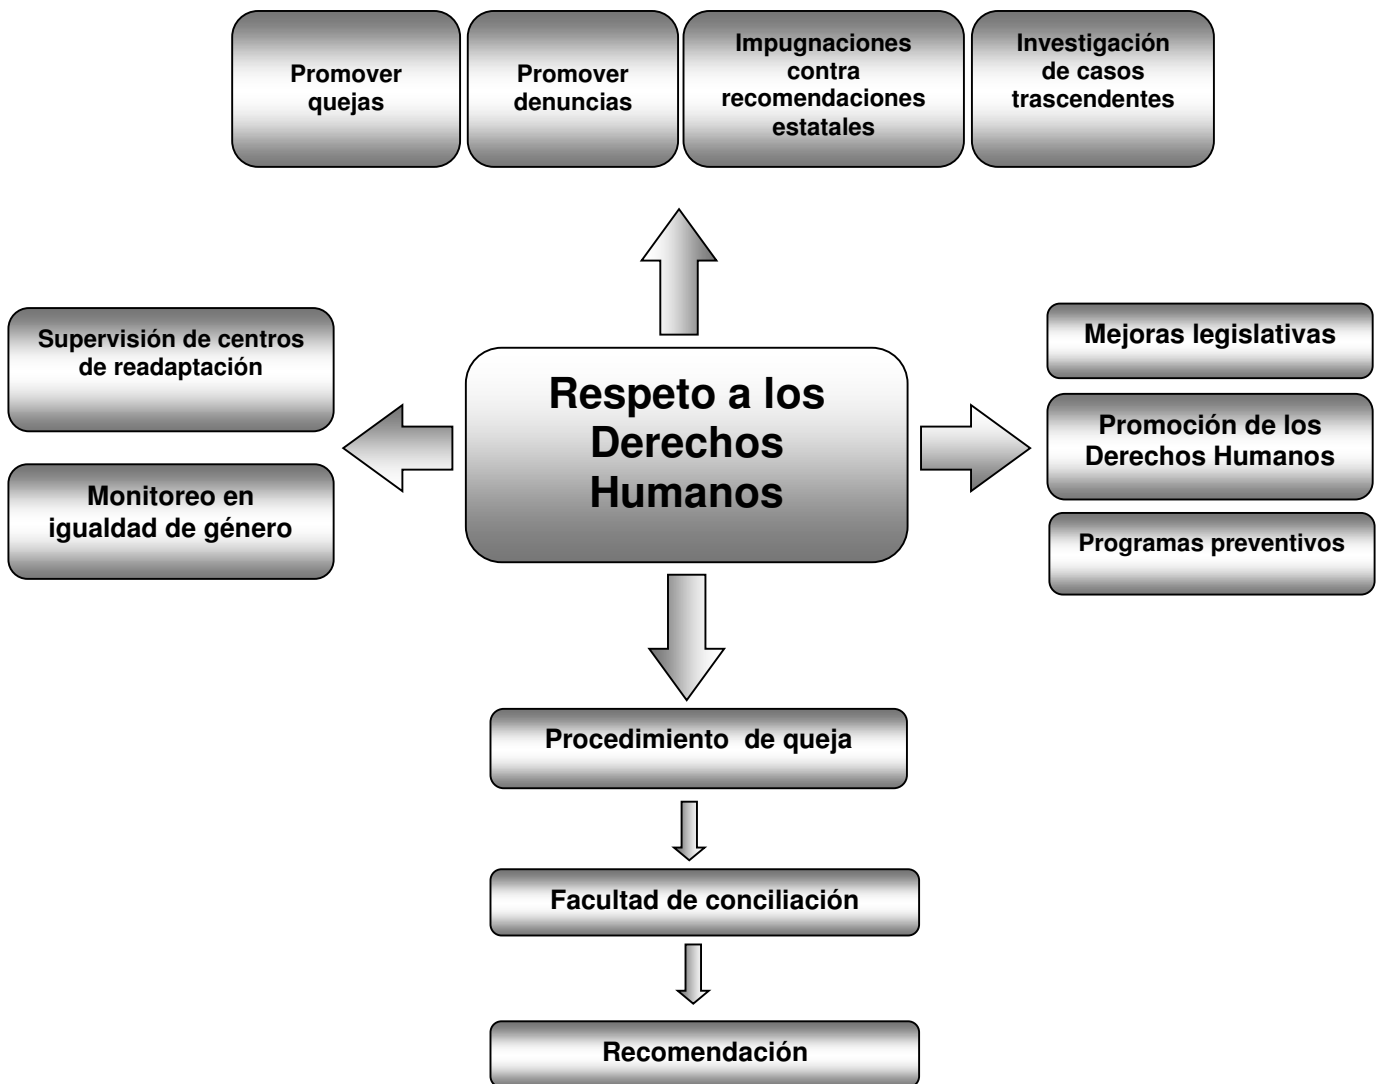 Promover
quejas
Promover
denuncias
Impugnaciones
contra
recomendaciones
estatales
Investigación
de casos
trascendentes
Supervisión de centros
de readaptación
Monitoreo en
igualdad de género
Respeto a los
Derechos
Humanos
Mejoras legislativas
Promoción de los
Derechos Humanos
Programas preventivos
Procedimiento de queja
Facultad de conciliación
Recomendación